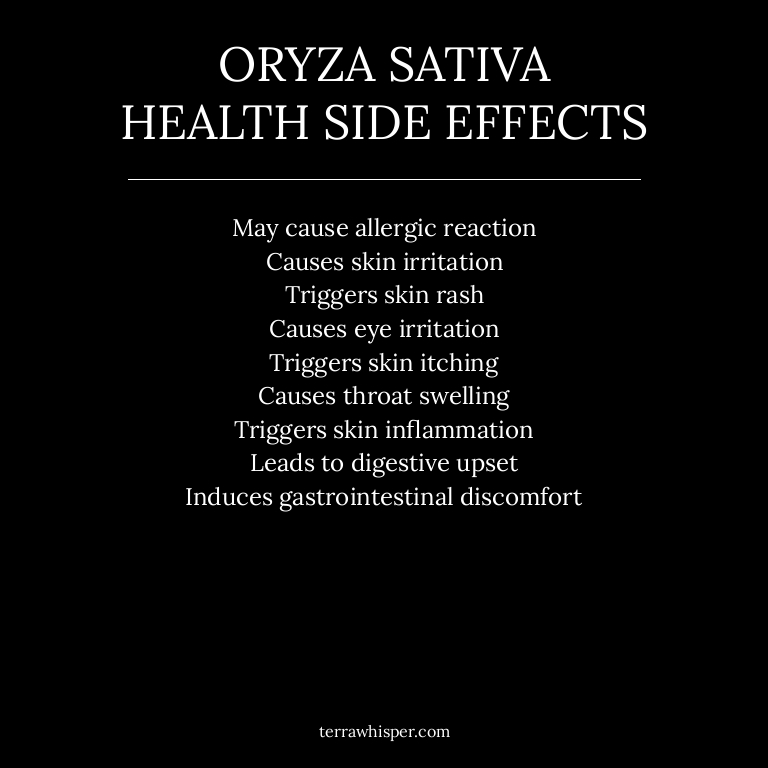 ORYZA SATIVA
HEALTH SIDE EFFECTS
May cause allergic reaction
Causes skin irritation
Triggers skin rash
Causes eye irritation
Triggers skin itching
Causes throat swelling
Triggers skin inflammation
Leads to digestive upset
Induces gastrointestinal discomfort
terrawhisper.com